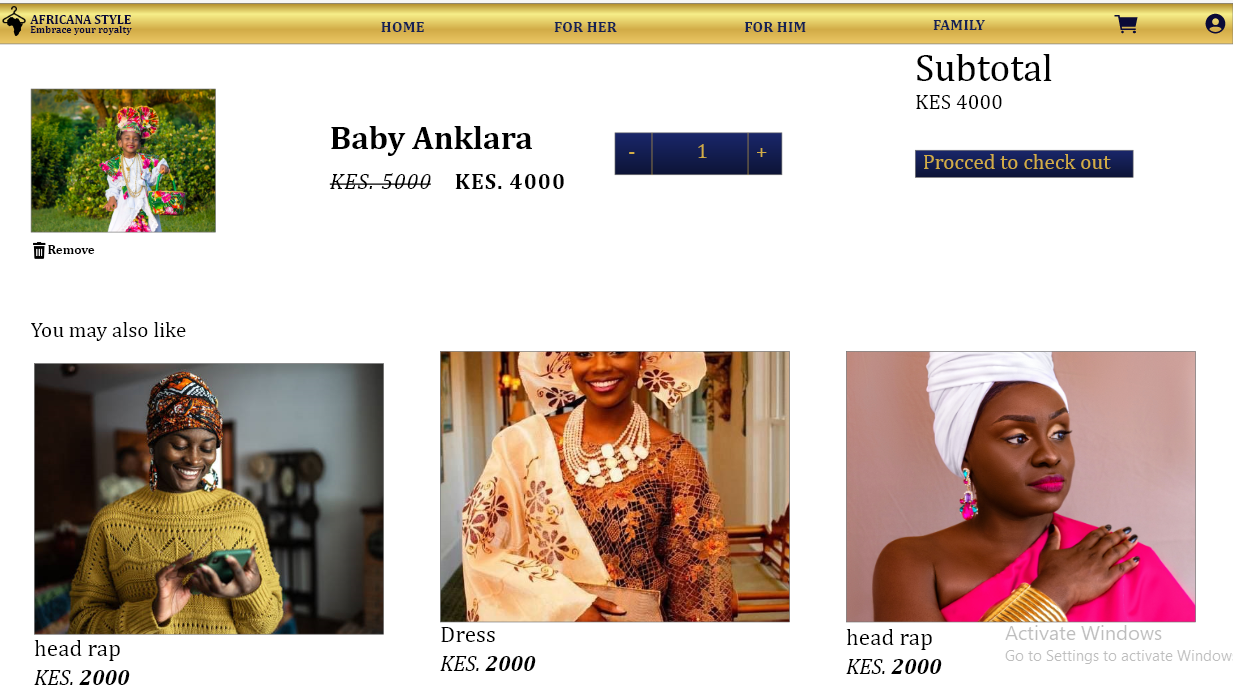 AFRICANA STYLE
Embrace your royalty
HOME
FOR HER
FOR HIM
FAMILY
Subtotal
KES 4000
Baby Anklara
KES. 5000 KES. 4000
- 1 +
Procced to check out
Remove
You may also like
head rap
KES. 2000
Dress
KES. 2000
head rap
KES. 2000
Activate Windows
Go to Settings to activate Window